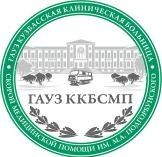 ГАУЗ КУЗБАССКАЯ КЛИНИЧЕСКАЯ БОЛЬНИЦА
ГАУЗ ККБСМП
СКОРОЙ МЕДИЦИНСКОЙ ПОМОЩИ ИМ. М.А. ПОДГОРБУНСКОГО